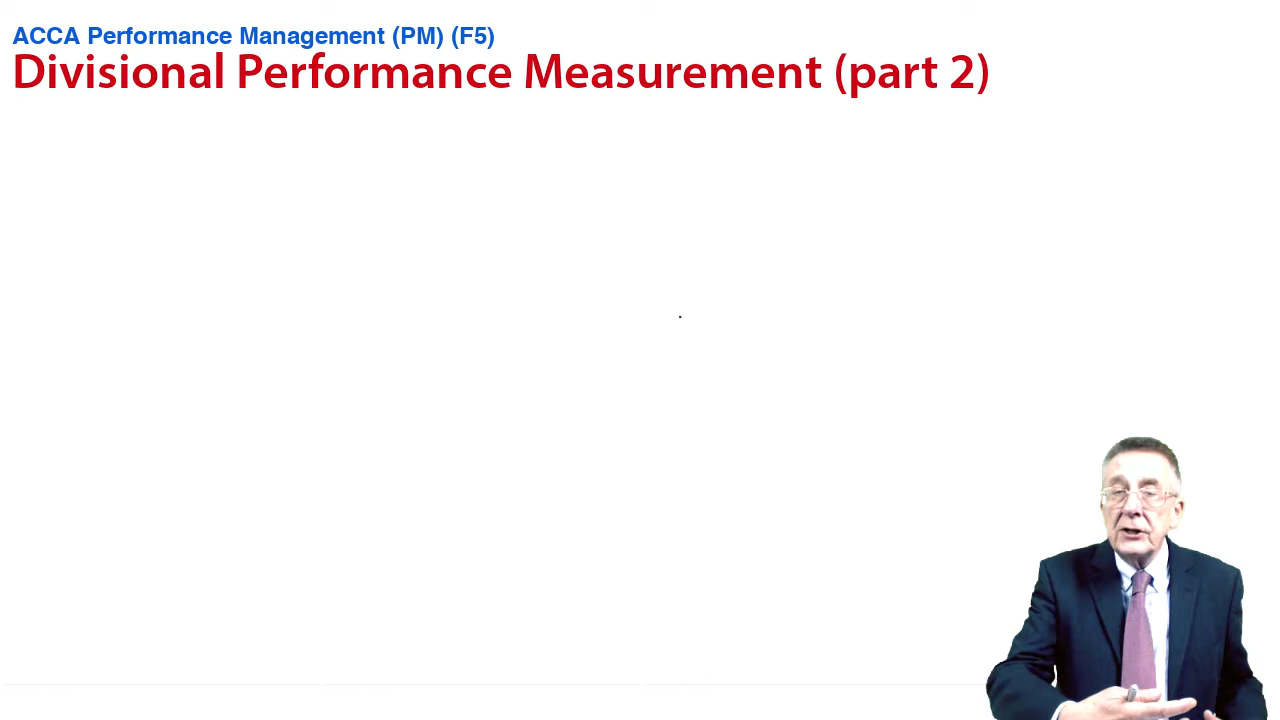 ACCA Performance Management (PM) (F5)
Divisional Performance Measurement (part 2)